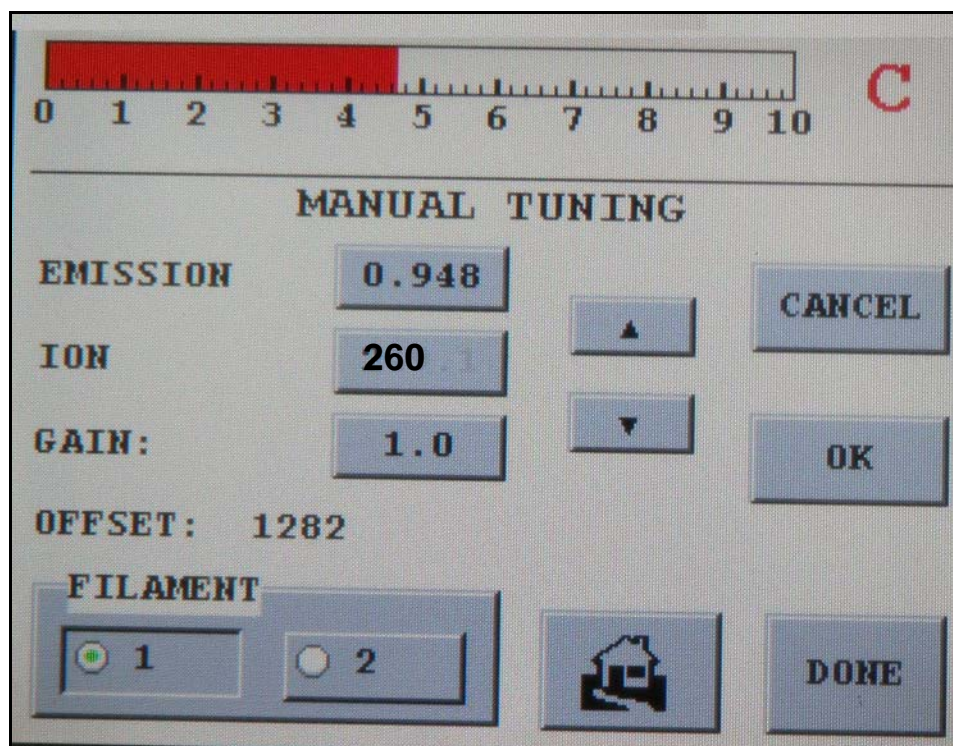 0 1 2 3 4 5 6 7 8 9 10
C
MANUAL TUNING
EMISSION 0.948
CANCEL
ION 260
GAIN: 1.0
OK
OFFSET: 1282
FILAMENT
1 2
DONE